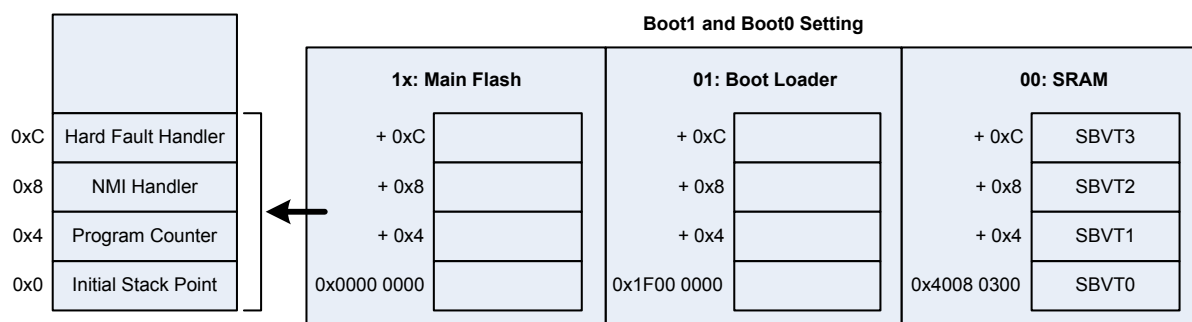 Boot1 and Boot0 Setting
1x: Main Flash
01: Boot Loader
00: SRAM
0xC Hard Fault Handler + 0xC + 0xC + 0xC SBVT3
0x8 NMI Handler + 0x8 + 0x8 + 0x8 SBVT2
0x4 Program Counter + 0x4 + 0x4 + 0x4 SBVT1
0x0 Initial Stack Point 0x0000 0000 0x1F00 0000 0x4008 0300 SBVT0